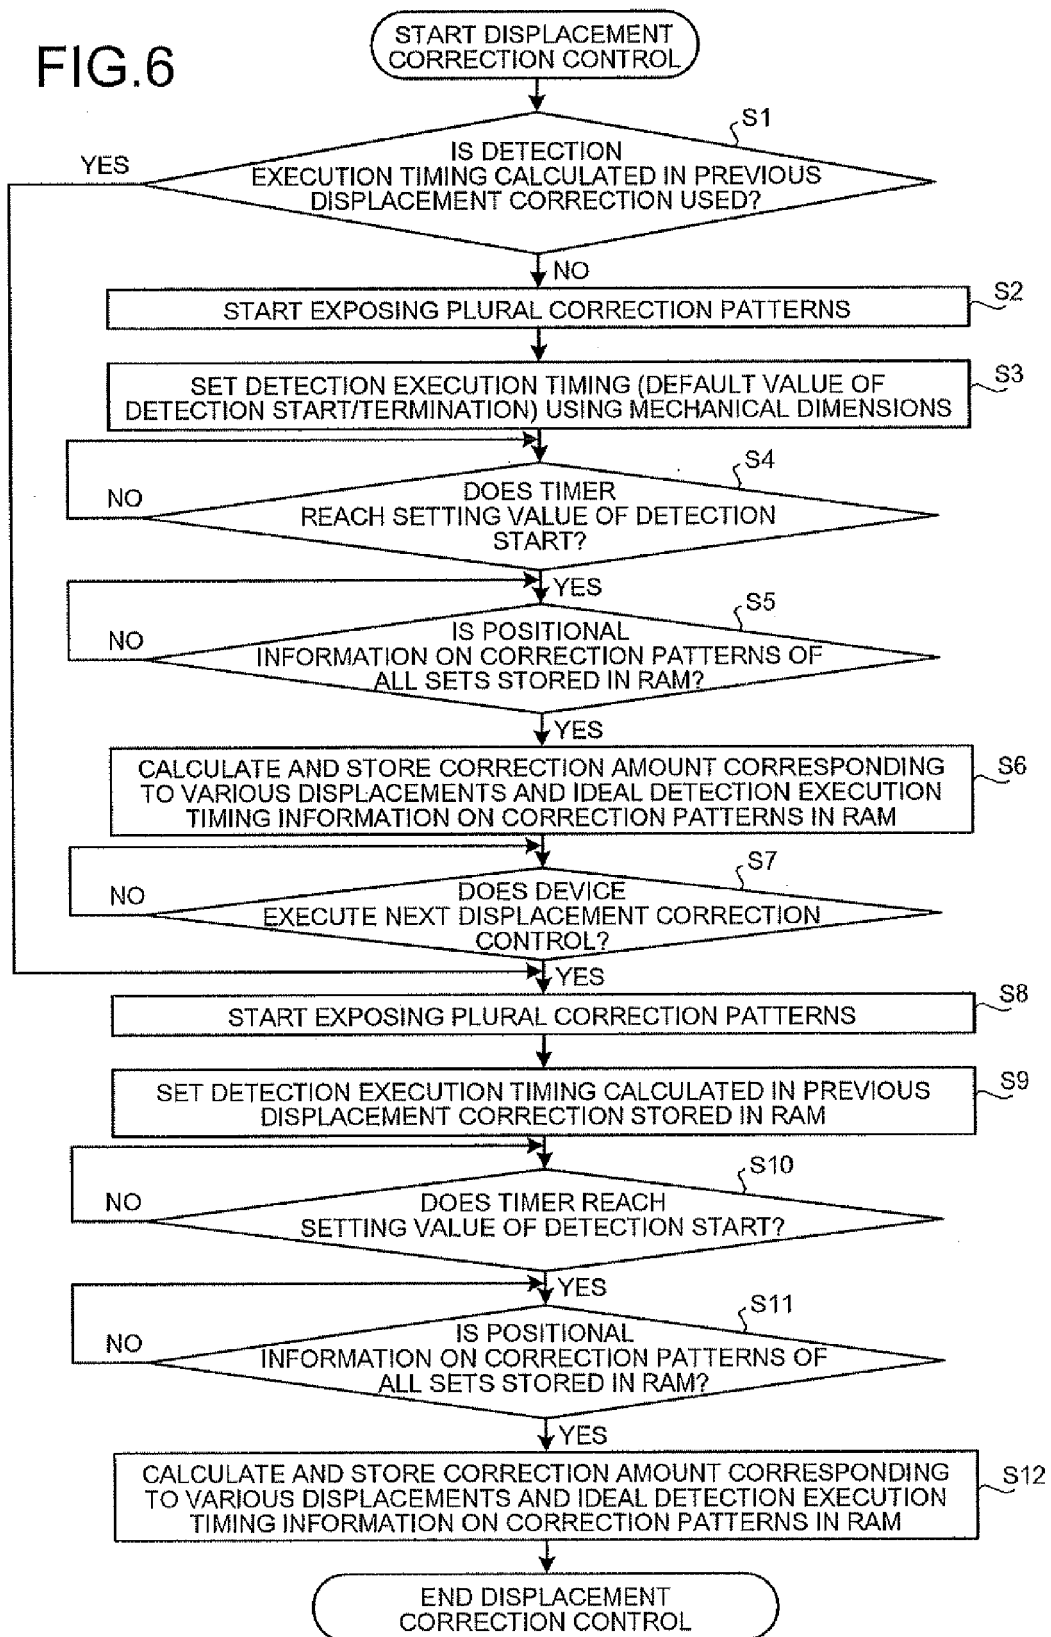 FIG.6
START DISPLACEMENT
CORRECTION CONTROL
S1
YES
IS DETECTION
EXECUTION TIMING CALCULATED IN PREVIOUS
DISPLACEMENT CORRECTION USED?
NO
S2
START EXPOSING PLURAL CORRECTION PATTERNS
S3
SET DETECTION EXECUTION TIMING (DEFAULT VALUE OF
DETECTION START/TERMINATION) USING MECHANICAL DIMENSIONS
S4
NO
DOES TIMER
REACH SETTING VALUE OF DETECTION
START?
YES
S5
NO
IS POSITIONAL
INFORMATION ON CORRECTION PATTERNS OF
ALL SETS STORED IN RAM?
YES
S6
CALCULATE AND STORE CORRECTION AMOUNT CORRESPONDING
TO VARIOUS DISPLACEMENTS AND IDEAL DETECTION EXECUTION
TIMING INFORMATION ON CORRECTION PATTERNS IN RAM
S7
NO
DOES DEVICE
EXECUTE NEXT DISPLACEMENT CORRECTION
CONTROL?
YES
S8
START EXPOSING PLURAL CORRECTION PATTERNS
S9
SET DETECTION EXECUTION TIMING CALCULATED IN PREVIOUS
DISPLACEMENT CORRECTION STORED IN RAM
S10
NO
DOES TIMER REACH
SETTING VALUE OF DETECTION START?
YES
S11
NO
IS POSITIONAL
INFORMATION ON CORRECTION PATTERNS OF
ALL SETS STORED IN RAM?
YES
S12
CALCULATE AND STORE CORRECTION AMOUNT CORRESPONDING
TO VARIOUS DISPLACEMENTS AND IDEAL DETECTION EXECUTION
TIMING INFORMATION ON CORRECTION PATTERNS IN RAM
END DISPLACEMENT
CORRECTION CONTROL